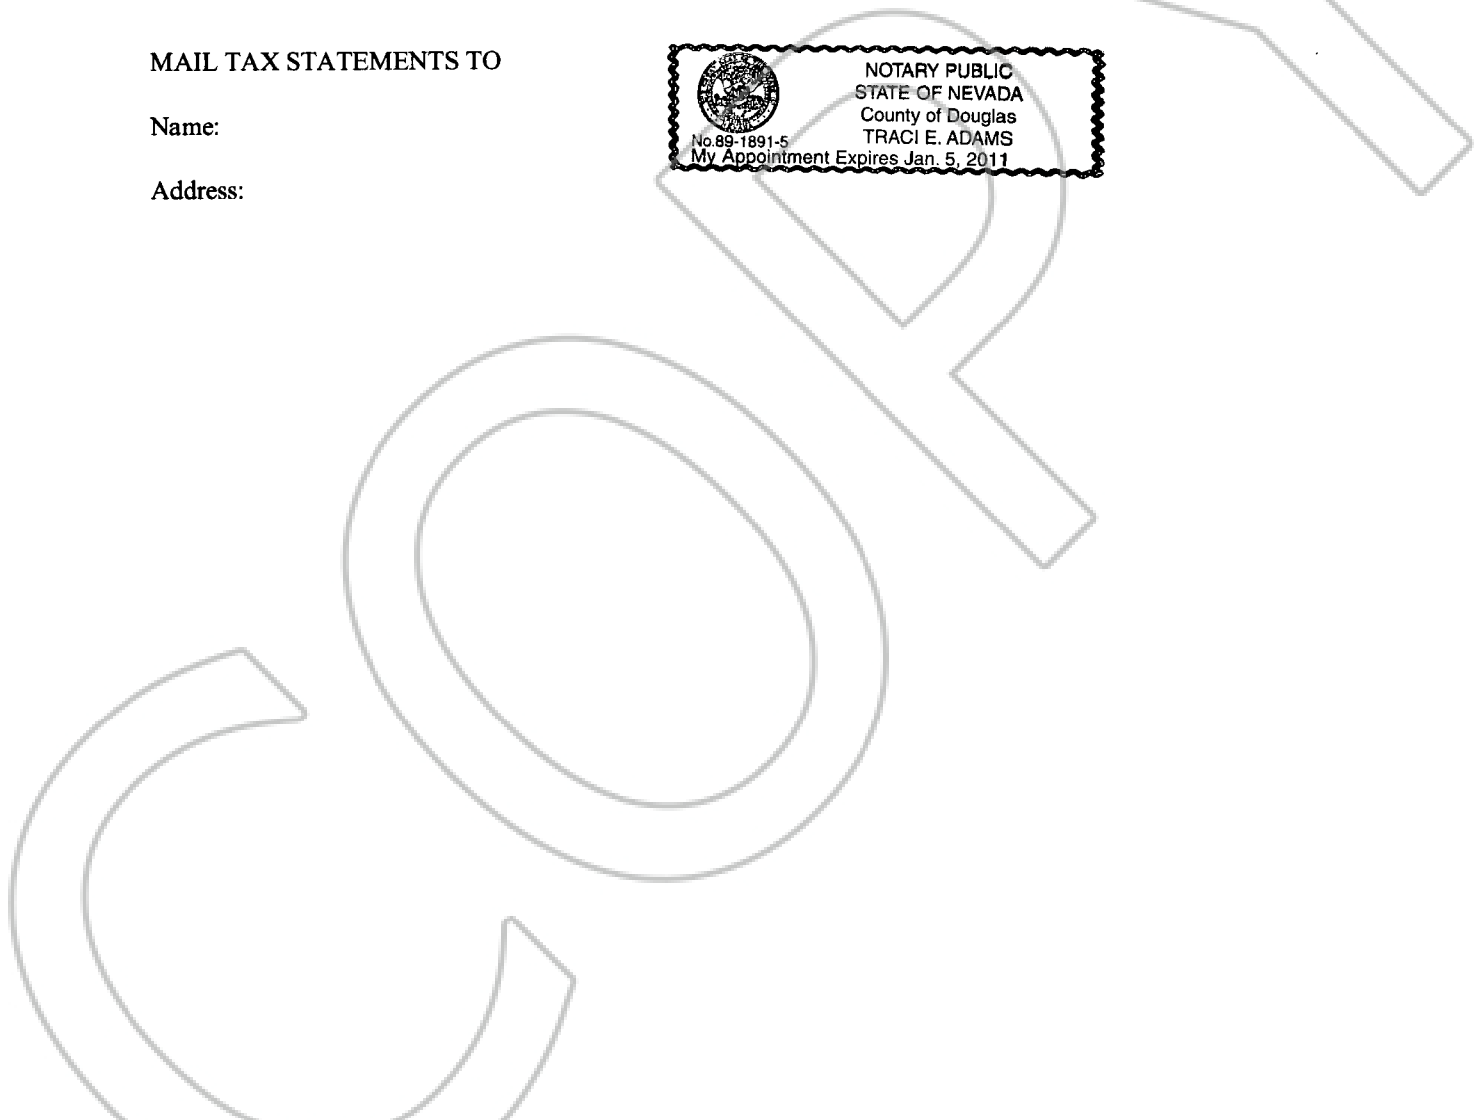 MAIL TAX STATEMENTS TO
Name:
Address:
NOTARY PUBLIC
STATE OF NEVADA
County of Douglas
TRACI E. ADAMS
No.89-1891-5
My Appointment Expires Jan. 5, 2011
COPY